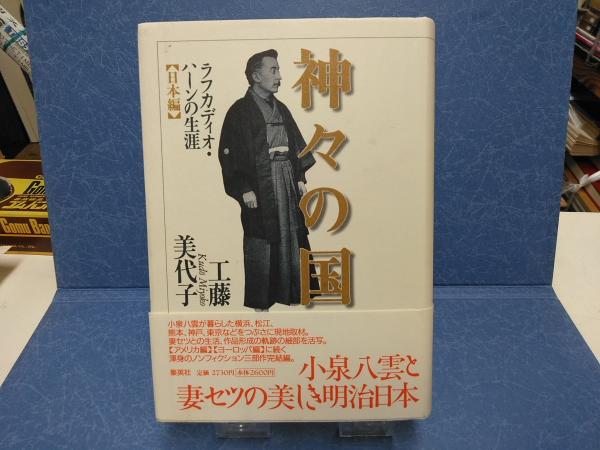 神々の国
ラフカディオ・
ハーンの生涯
【日本編】
工藤
美代子
Kudo Miyoko
小泉八雲が暮らした横浜、松江、
熊本、神戸、東京などをつぶさに現地取材。
妻セツとの生活、作品形成の軌跡の細部を活写。
【アメリカ編】【ヨーロッパ編】に続く
渾身のノンフィクション三部作完結編。
集英社 定価 2730円 本体2600円
小泉八雲と
妻セツの美しき明治日本
Gomu Ban